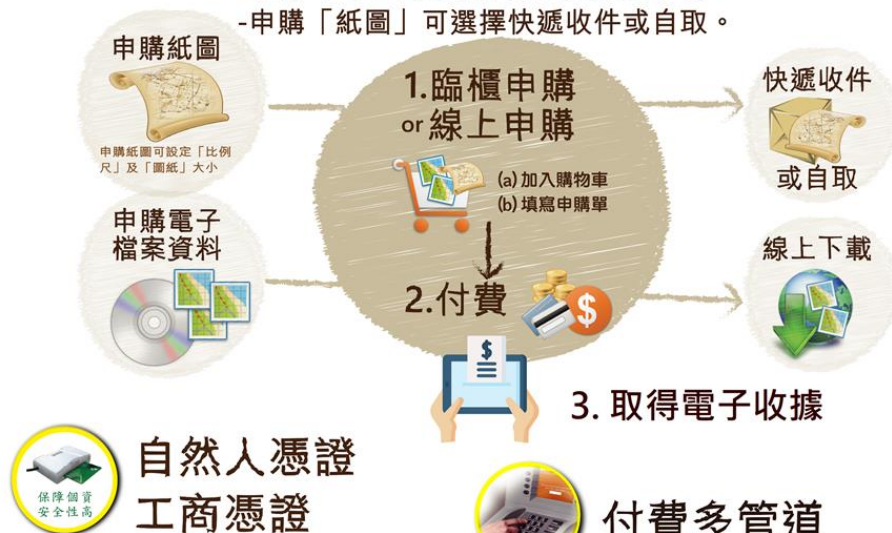 -申購「紙圖」可選擇快遞收件或自取。
申購紙圖
申購紙圖可設定「比例
尺」及「圖紙」大小
申購電子
檔案資料
1.臨櫃申購
or線上申購
(a)加入購物車
(b)填寫申購單
2.付費
快遞收件
或自取
線上下載
3.取得電子收據
保障個資
安全性高
自然人憑證
工商憑證
付費多管道